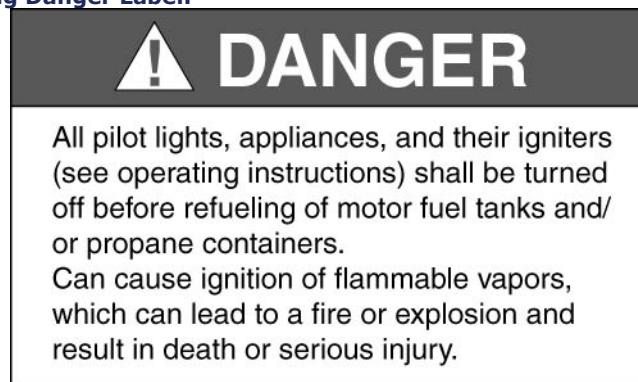 g Danger Label:
DANGER
All pilot lights, appliances, and their igniters
(see operating instructions) shall be turned
off before refueling of motor fuel tanks and/
or propane containers.
Can cause ignition of flammable vapors,
which can lead to a fire or explosion and
result in death or serious injury.